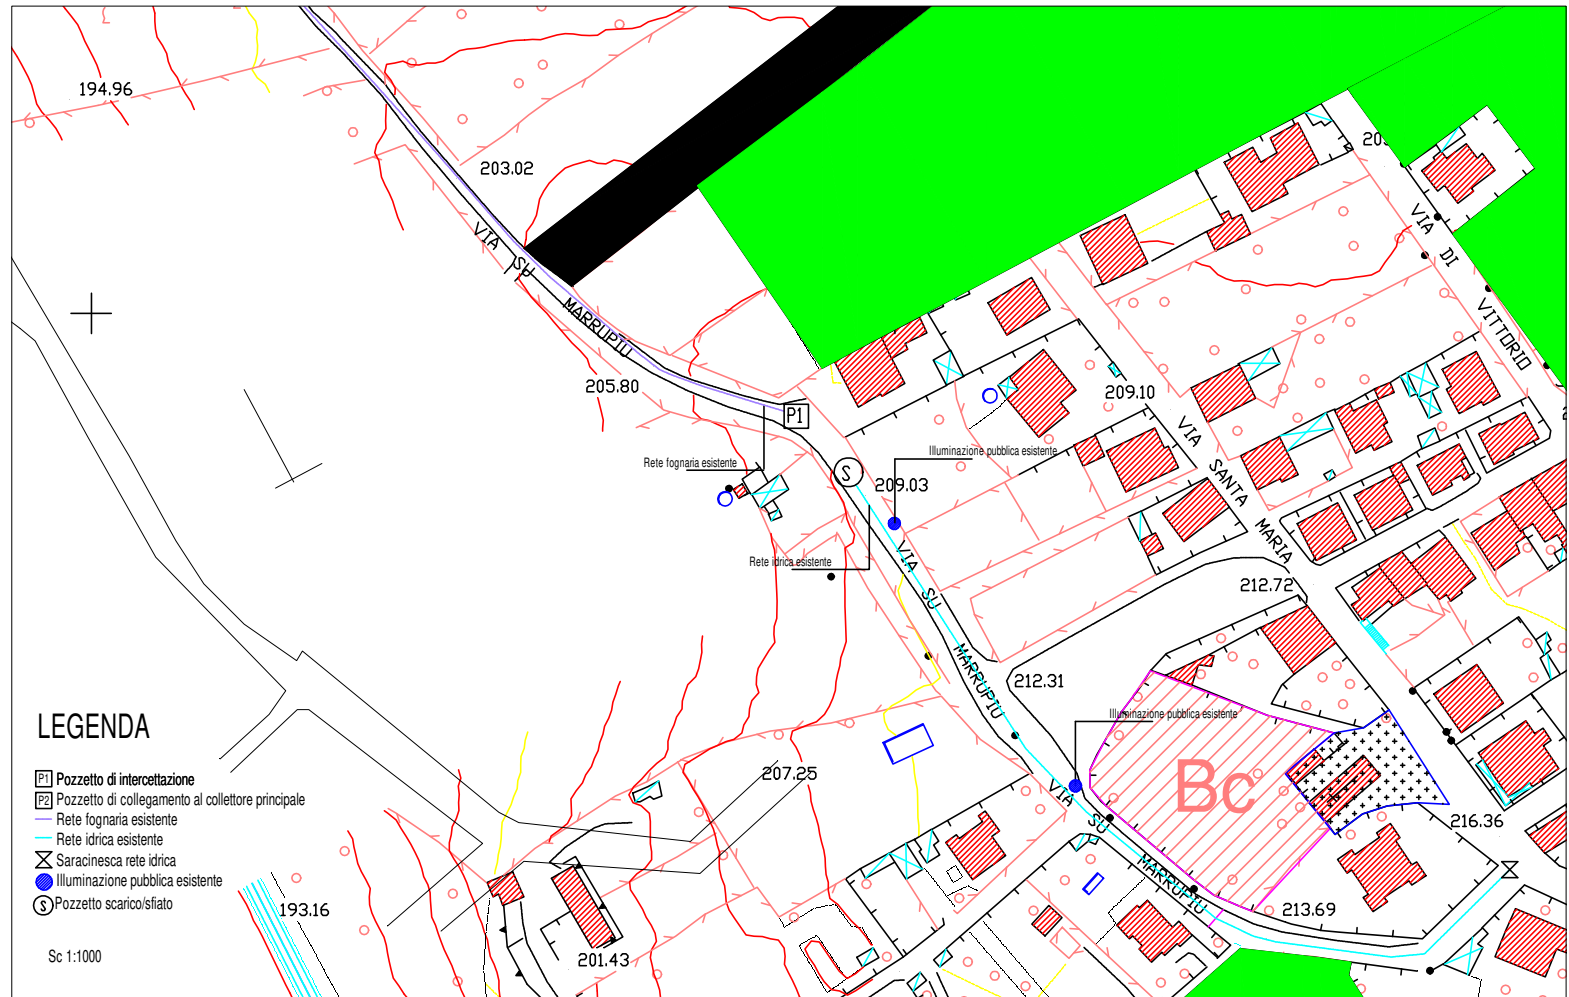 194.96
203.02
VIA SU MARRUPIU
205.80
P1
Rete fognaria esistente
S
209.03
Illuminazione pubblica esistente
Rete idrica esistente
209.10
VIA SANTA MARIA
VIA DI VITTORIO
VIA SU MARRUPIU
212.72
212.31
Illuminazione pubblica esistente
Bc
207.25
VIA SU MARRUPIU
216.36
213.69
193.16
201.43
LEGENDA
P1 Pozzetto di intercettazione
P2 Pozzetto di collegamento al collettore principale
Rete fognaria esistente
Rete idrica esistente
Saracinesca rete idrica
Illuminazione pubblica esistente
S Pozzetto scarico/sfiato
Sc 1:1000